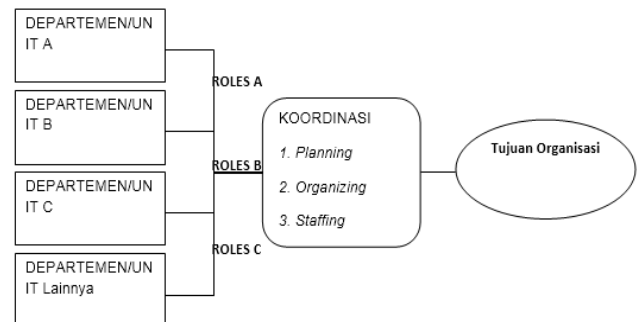 DEPARTEMEN/UN
IT A
ROLES A
DEPARTEMEN/UN
IT B
ROLES B
DEPARTEMEN/UN
IT C
ROLES C
DEPARTEMEN/UN
IT Lainnya
KOORDINASI
1. Planning
2. Organizing
3. Staffing
Tujuan Organisasi